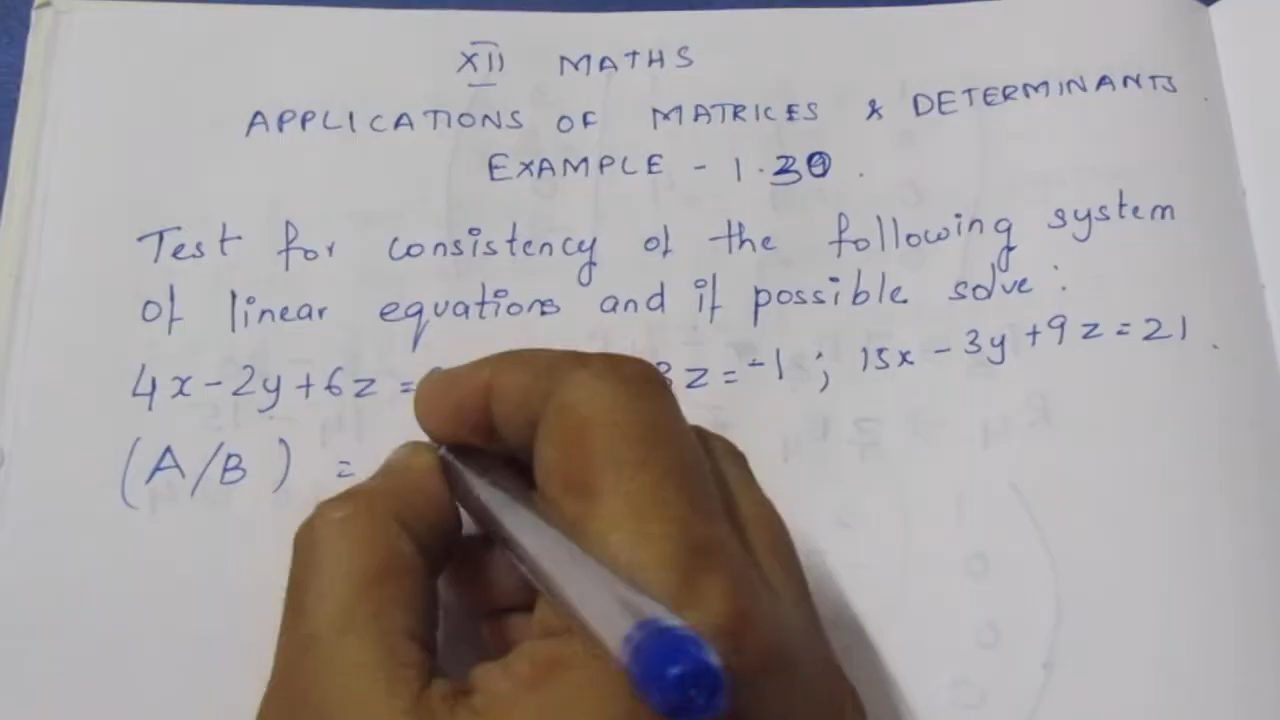 XII MATHS
APPLICATIONS OF MATRICES & DETERMINANTS.
EXAMPLE - 1.30.
Test for consistency of the following system
of linear equations and if possible solve:
4x-2y+6z= z=-1; 15x-3y+9z=21.
(A/B) =